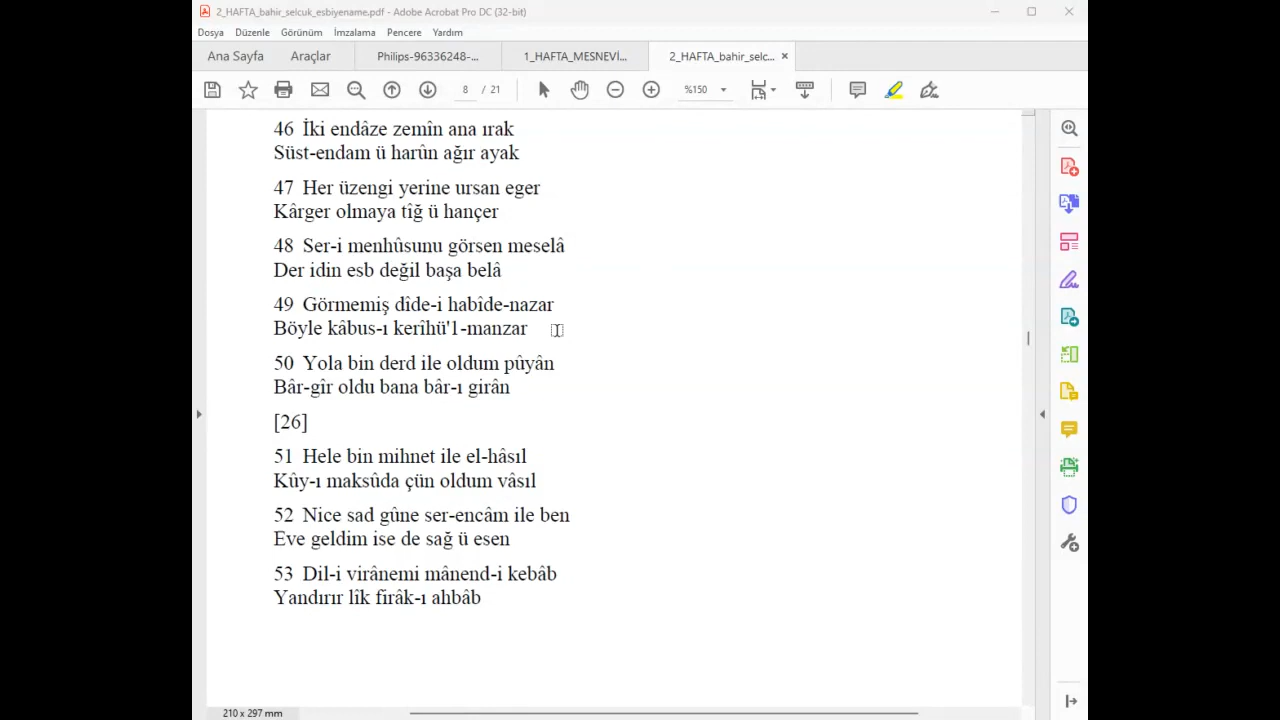 2_HAFTA_bahir_selcuk_esbiyename.pdf - Adobe Acrobat Pro DC (32-bit)
Dosya Düzenle Görünüm İmzalama Pencere Yardım
Ana Sayfa Araçlar Philips-96336248-... 1_HAFTA_MESNEVİ... 2_HAFTA_bahir_selc... ×
8 / 21 %150
46 İki endâze zemîn ana ırak
Süst-endam ü harûn ağır ayak
47 Her üzengi yerine ursan eger
Kârger olmaya tîğ ü hançer
48 Ser-i menhûsunu görsen meselâ
Der idin esb değil başa belâ
49 Görmemiş dîde-i habîde-nazar
Böyle kâbus-ı kerîhü'l-manzar
50 Yola bin derd ile oldum pûyân
Bâr-gîr oldu bana bâr-ı girân
[26]
51 Hele bin mihnet ile el-hâsıl
Kûy-ı maksûda çün oldum vâsıl
52 Nice sad gûne ser-encâm ile ben
Eve geldim ise de sağ ü esen
53 Dil-i virânemi mânend-i kebâb
Yandırır lîk firâk-ı ahbâb
210 x 297 mm